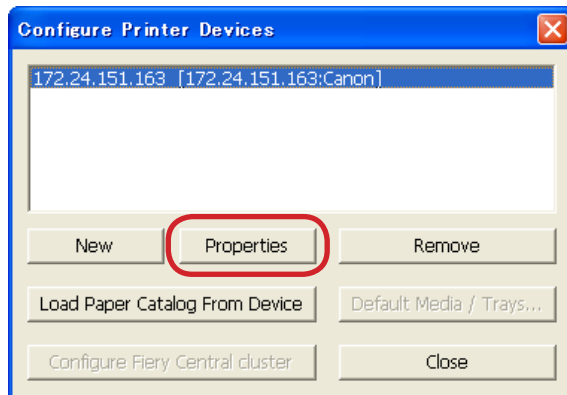 Configure Printer Devices
172.24.151.163 [172.24.151.163:Canon]
New Properties Remove
Load Paper Catalog From Device Default Media / Trays...
Configure Fiery Central cluster Close